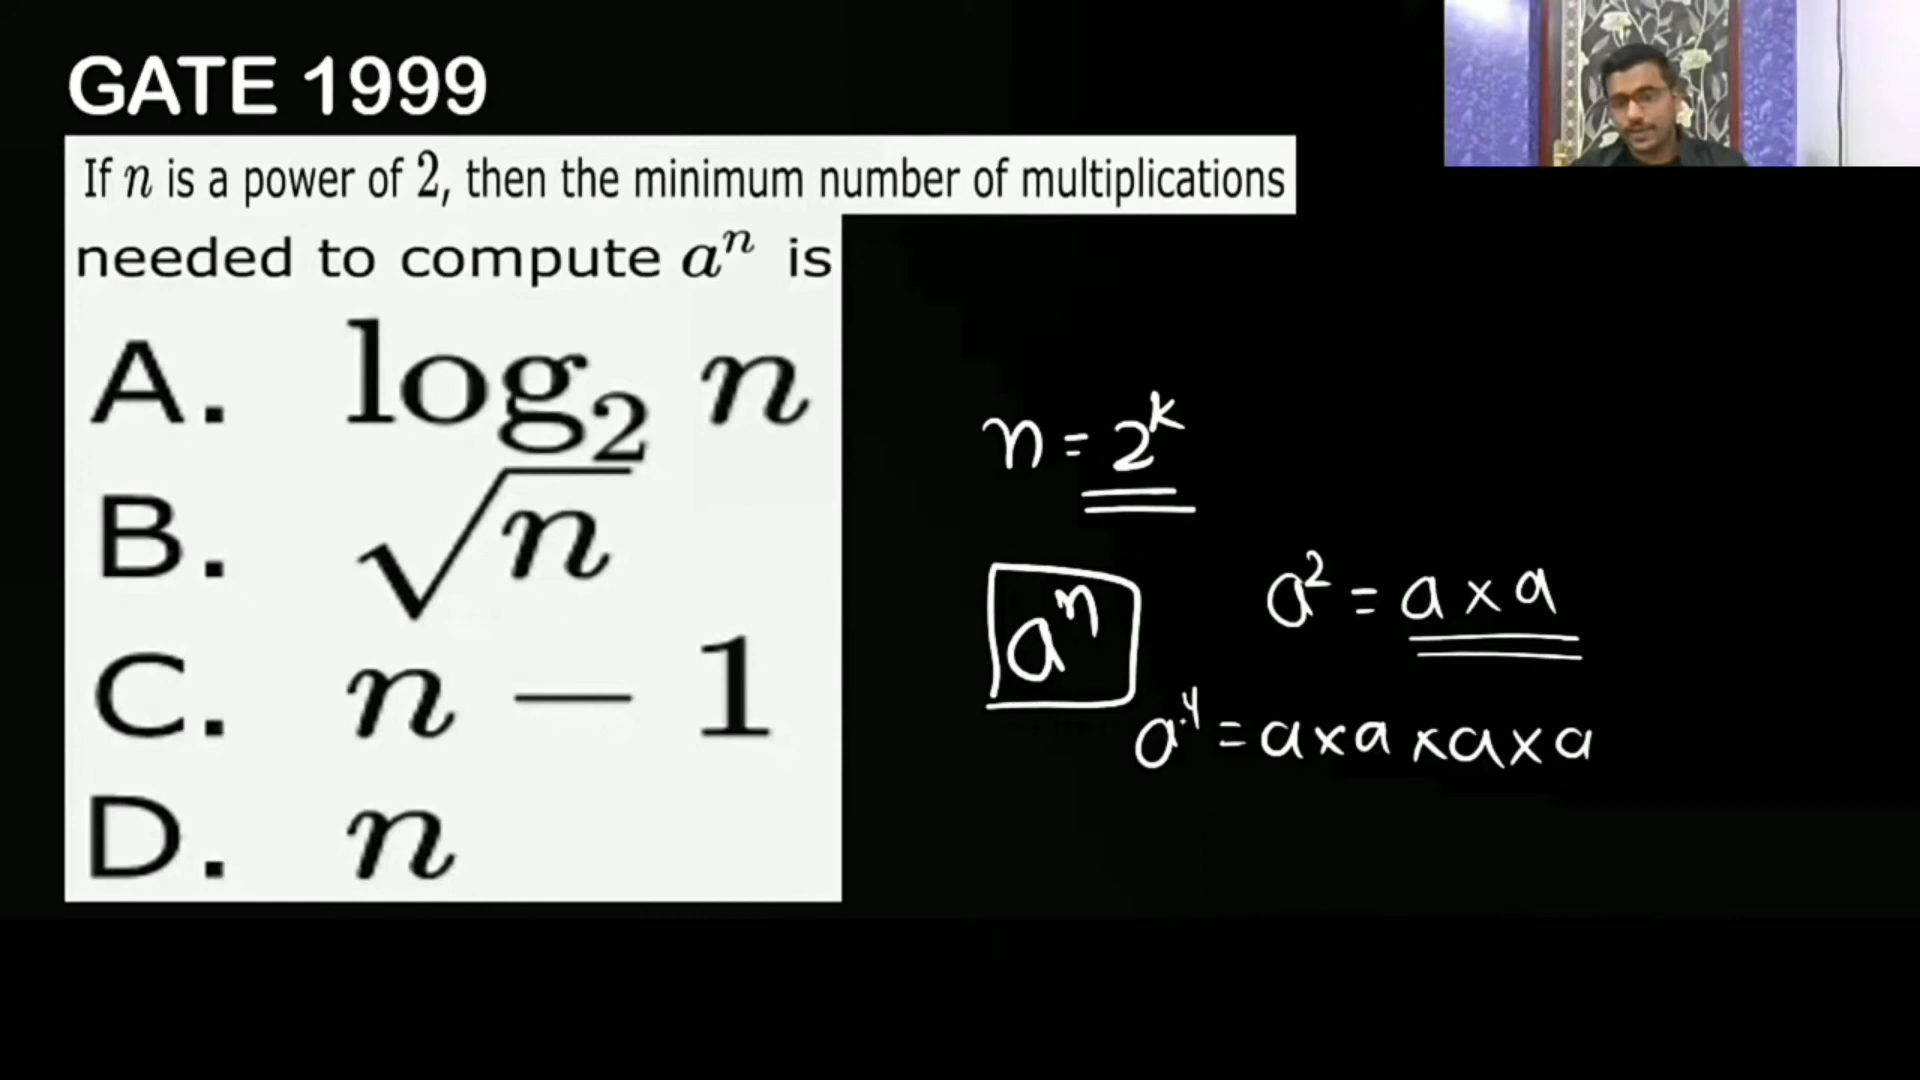 GATE 1999
If n is a power of 2, then the minimum number of multiplications
needed to compute aⁿ is
A. log₂ n
B. √n
C. n − 1
D. n
n = 2ᵏ
aⁿ
a² = a × a
a⁴ = a × a × a × a